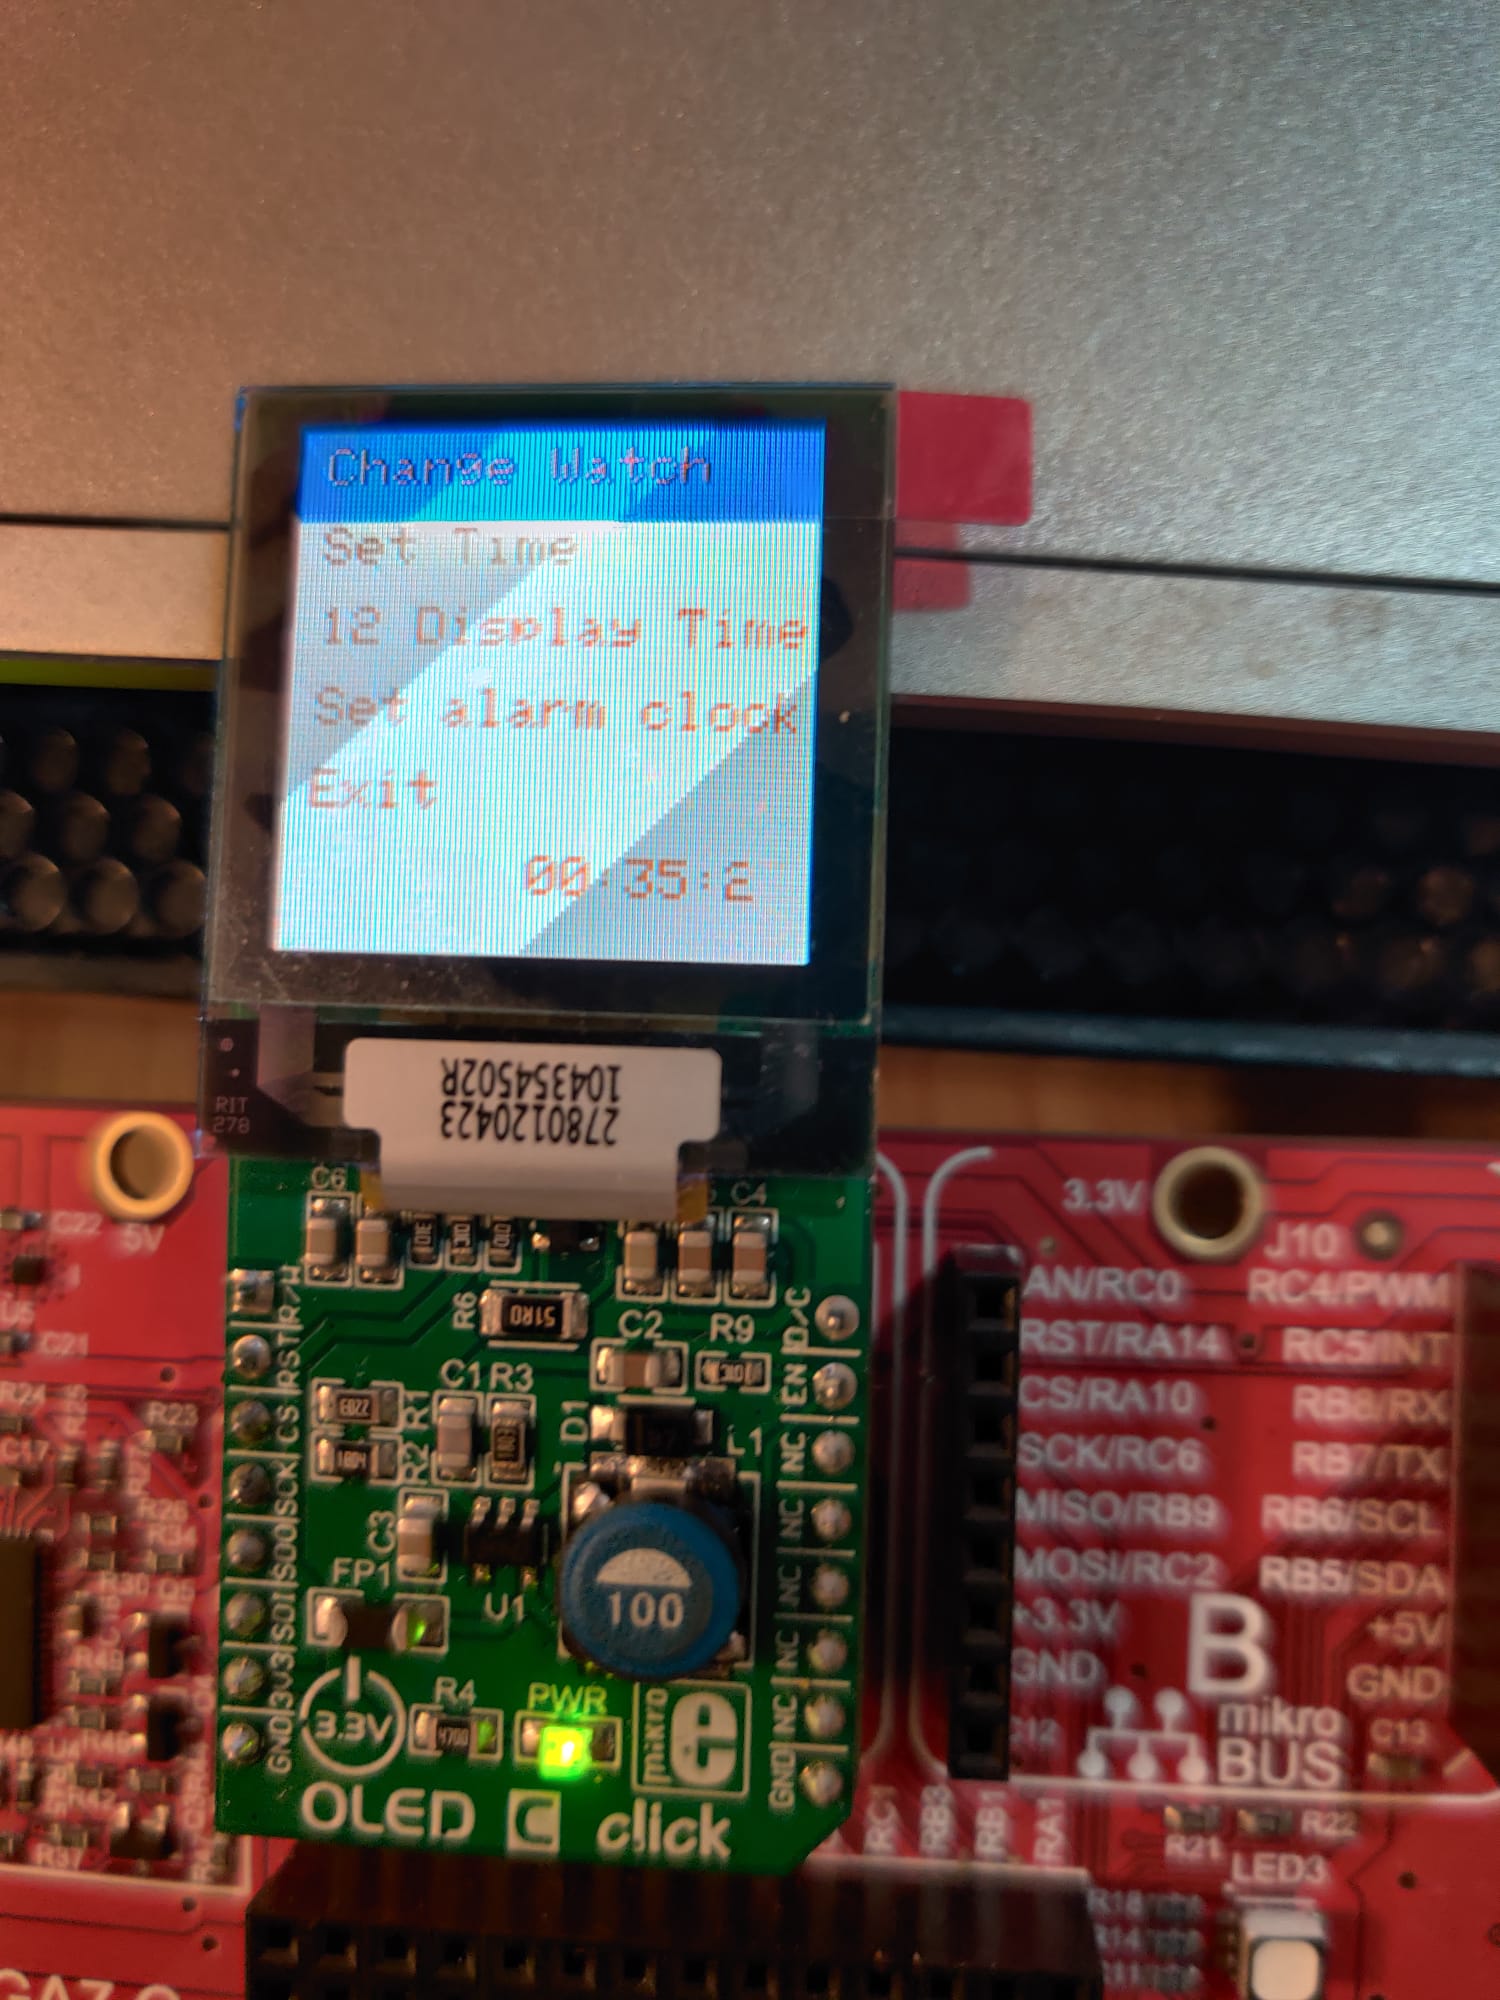 Change Watch
Set Time
12 Display Time
Set alarm clock
Exit
00:35:2
2780120423
104354502R
RIT
278
C6
C4
R6
51R0
C2
R9
C1 R3
R1
R2
D1
L1
C3
FP1
U1
100
R/W
RST
CS
SCK
SDO
SDI
3V3
GND
D/C
EN
NC
NC
NC
NC
NC
GND
3.3V
R4
PWR
mikro
e
OLED C click
C22
5V
U5
C21
R24
R23
C17
R26
R34
R30
R42
R37
3.3V
J10
AN/RC0 RC4/PWM
RST/RA14 RC5/INT
CS/RA10 RB8/RX
SCK/RC6 RB7/TX
MISO/RB9 RB6/SCL
MOSI/RC2 RB5/SDA
+3.3V +5V
GND GND
B
mikro
BUS
C12
C13
RC1
RB3
RB1
RA1
R21
R22
LED3